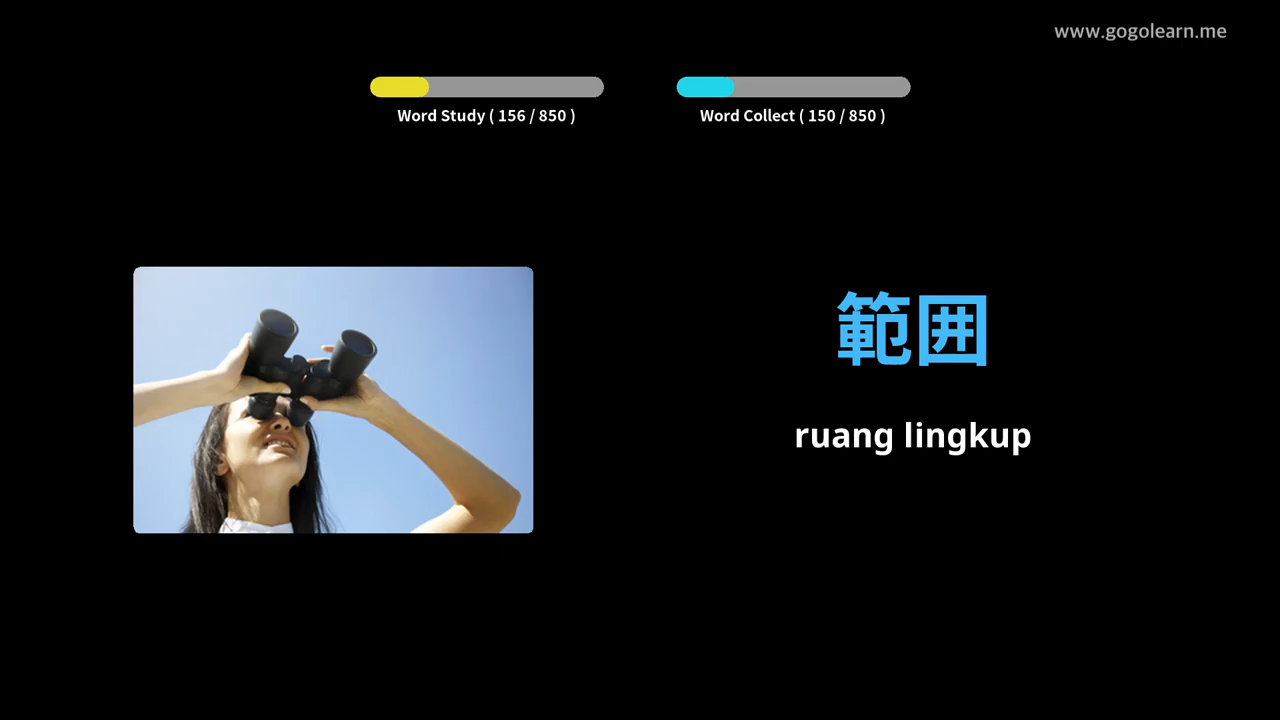 www.gogolearn.me
Word Study ( 156 / 850 )
Word Collect ( 150 / 850 )
範囲
ruang lingkup